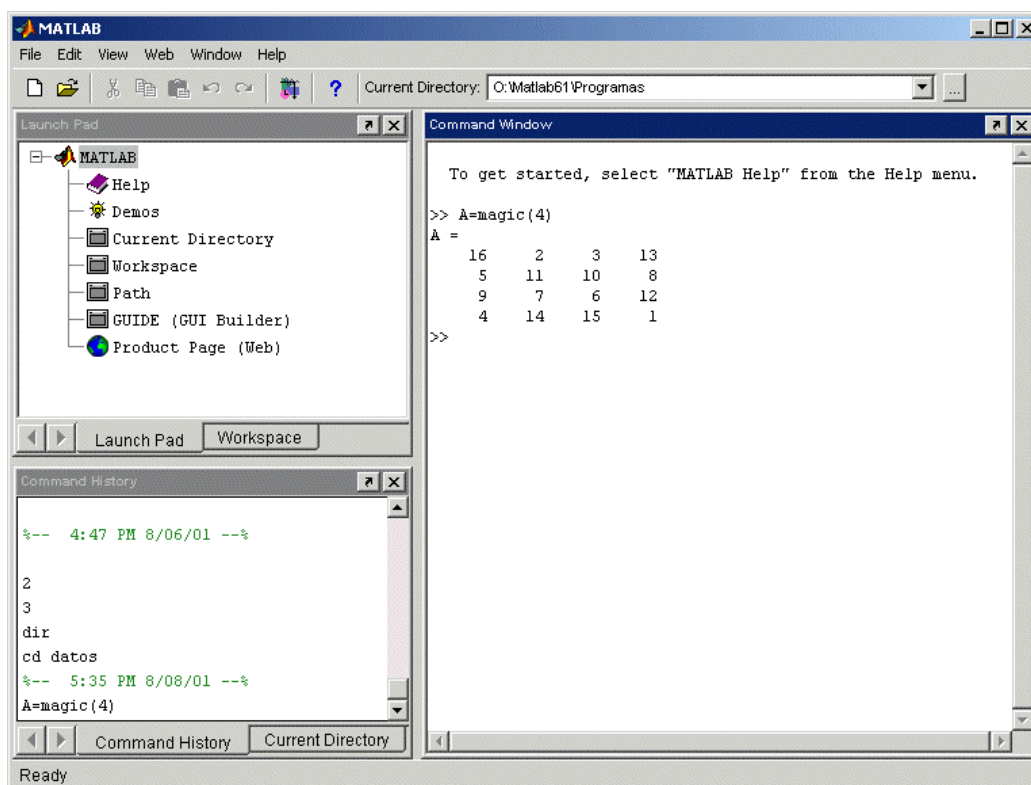 MATLAB
File Edit View Web Window Help
? Current Directory: O:\Matlab61\Programas ...
Launch Pad
MATLAB
Help
Demos
Current Directory
Workspace
Path
GUIDE (GUI Builder)
Product Page (Web)
Launch Pad Workspace
Command History
%-- 4:47 PM 8/06/01 --%
2
3
dir
cd datos
%-- 5:35 PM 8/08/01 --%
A=magic(4)
Command History Current Directory
Command Window
To get started, select "MATLAB Help" from the Help menu.
>> A=magic(4)
A =
16 2 3 13
5 11 10 8
9 7 6 12
4 14 15 1
>>
Ready